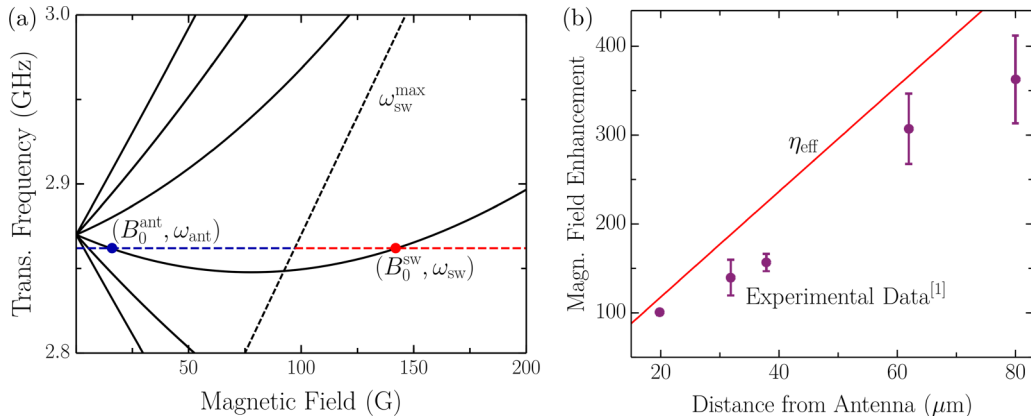 (a)
Trans. Frequency (GHz)
3.0
2.9
2.8
ω_sw^max
(B_0^ant, ω_ant)
(B_0^sw, ω_sw)
50
100
150
200
Magnetic Field (G)
(b)
Magn. Field Enhancement
400
300
200
100
η_eff
Experimental Data[1]
20
40
60
80
Distance from Antenna (μm)